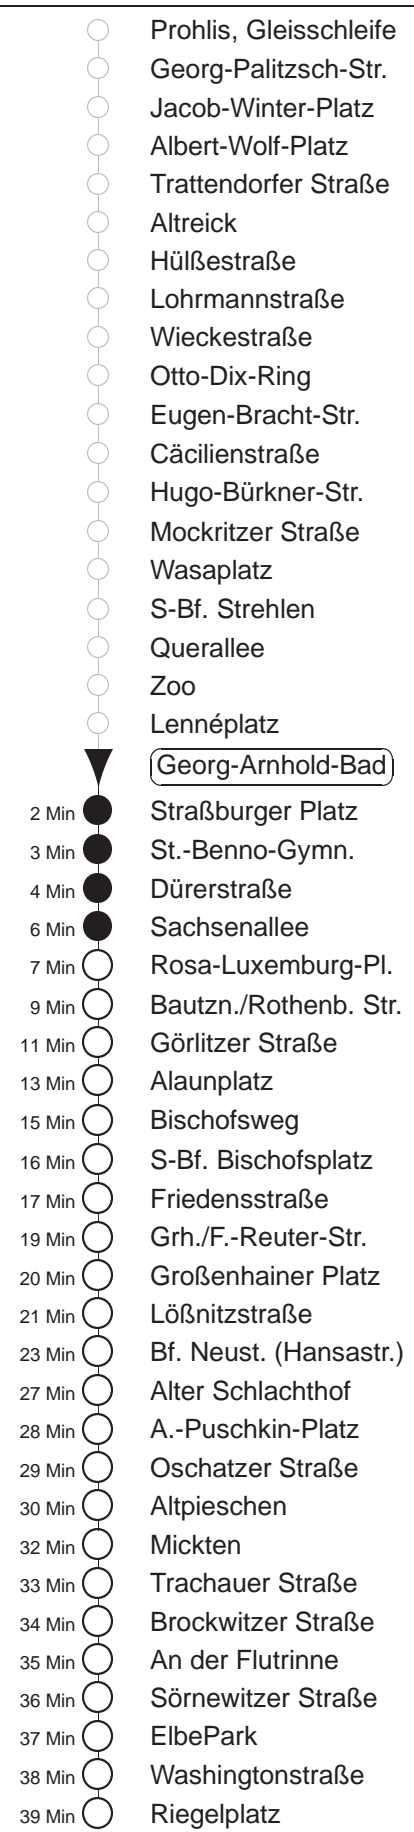 Prohlis, Gleisschleife
Georg-Palitzsch-Str.
Jacob-Winter-Platz
Albert-Wolf-Platz
Trattendorfer Straße
Altreick
Hülßestraße
Lohrmannstraße
Wieckestraße
Otto-Dix-Ring
Eugen-Bracht-Str.
Cäcilienstraße
Hugo-Bürkner-Str.
Mockritzer Straße
Wasaplatz
S-Bf. Strehlen
Querallee
Zoo
Lennéplatz
Georg-Arnhold-Bad
2 Min Straßburger Platz
3 Min St.-Benno-Gymn.
4 Min Dürerstraße
6 Min Sachsenallee
7 Min Rosa-Luxemburg-Pl.
9 Min Bautzn./Rothenb. Str.
11 Min Görlitzer Straße
13 Min Alaunplatz
15 Min Bischofsweg
16 Min S-Bf. Bischofsplatz
17 Min Friedensstraße
19 Min Grh./F.-Reuter-Str.
20 Min Großenhainer Platz
21 Min Lößnitzstraße
23 Min Bf. Neust. (Hansastr.)
27 Min Alter Schlachthof
28 Min A.-Puschkin-Platz
29 Min Oschatzer Straße
30 Min Altpieschen
32 Min Mickten
33 Min Trachauer Straße
34 Min Brockwitzer Straße
35 Min An der Flutrinne
36 Min Sörnewitzer Straße
37 Min ElbePark
38 Min Washingtonstraße
39 Min Riegelplatz